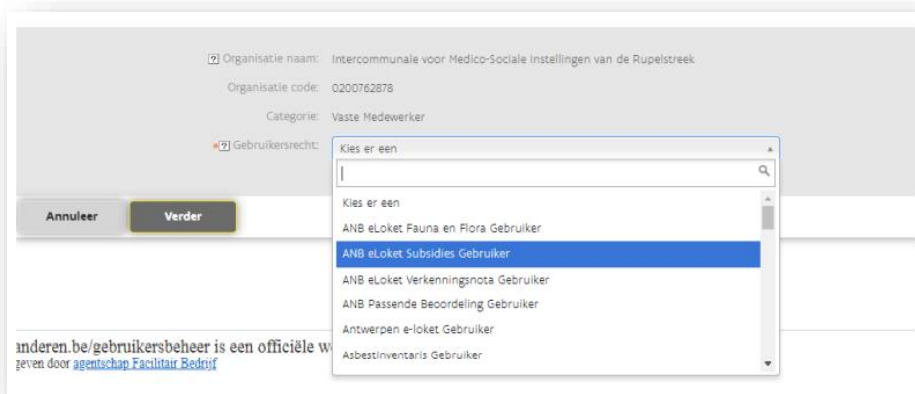 ? Organisatie naam: Intercommunale voor Medico-Sociale Instellingen van de Rupelstreek
Organisatie code: 0200762878
Categorie: Vaste Medewerker
*? Gebruikersrecht: Kies er een
Kies er een
Annuleer Verder
ANB eLoket Fauna en Flora Gebruiker
ANB eLoket Subsidies Gebruiker
ANB eLoket Verkenningsnota Gebruiker
ANB Passende Beoordeling Gebruiker
Antwerpen e-loket Gebruiker
Asbestinventaris Gebruiker
anderen.be/gebruikersbeheer is een officiële w
geven door agentschap Facilitair Bedrijf